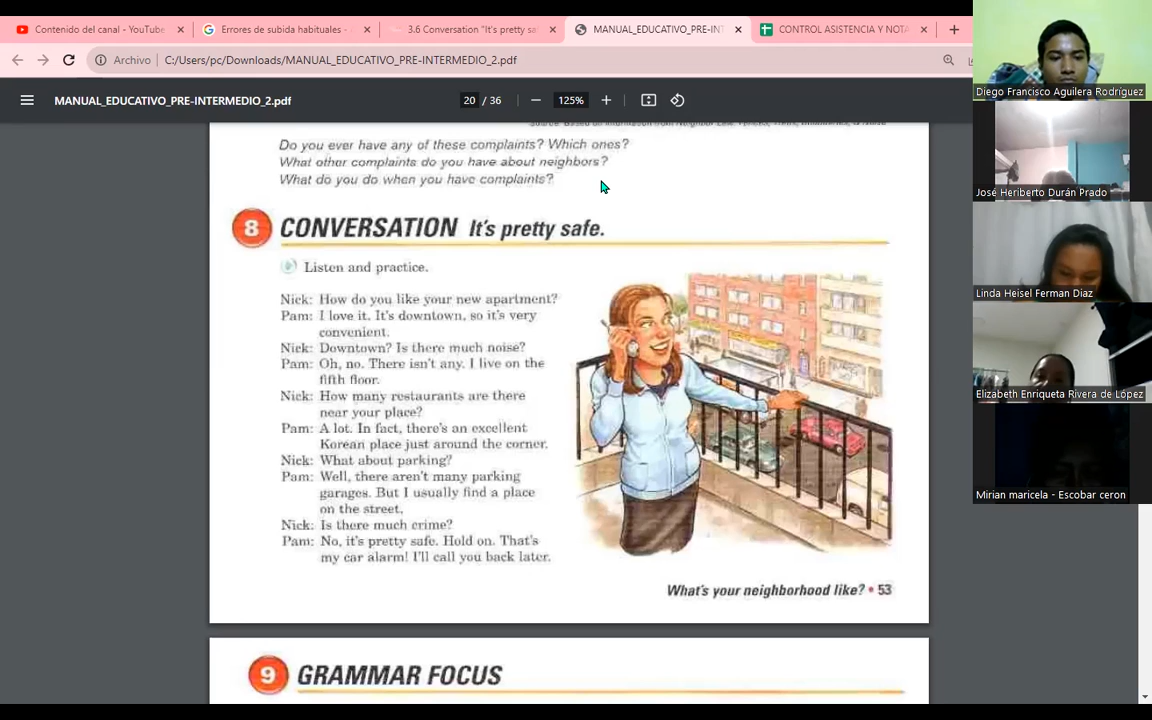 Contenido del canal - YouTube
Errores de subida habituales -
3.6 Conversation "It's pretty sa
MANUAL_EDUCATIVO_PRE-INT
CONTROL ASISTENCIA Y NOTA
Archivo
C:/Users/pc/Downloads/MANUAL_EDUCATIVO_PRE-INTERMEDIO_2.pdf
MANUAL_EDUCATIVO_PRE-INTERMEDIO_2.pdf
20 / 36
125%
Do you ever have any of these complaints? Which ones?
What other complaints do you have about neighbors?
What do you do when you have complaints?
8 CONVERSATION It's pretty safe.
Listen and practice.
Nick: How do you like your new apartment?
Pam: I love it. It's downtown, so it's very
convenient.
Nick: Downtown? Is there much noise?
Pam: Oh, no. There isn't any. I live on the
fifth floor.
Nick: How many restaurants are there
near your place?
Pam: A lot. In fact, there's an excellent
Korean place just around the corner.
Nick: What about parking?
Pam: Well, there aren't many parking
garages. But I usually find a place
on the street.
Nick: Is there much crime?
Pam: No, it's pretty safe. Hold on. That's
my car alarm! I'll call you back later.
What's your neighborhood like? • 53
9 GRAMMAR FOCUS
Diego Francisco Aguilera Rodríguez
José Heriberto Durán Prado
Linda Heisel Ferman Diaz
Elizabeth Enriqueta Rivera de López
Mirian maricela - Escobar ceron